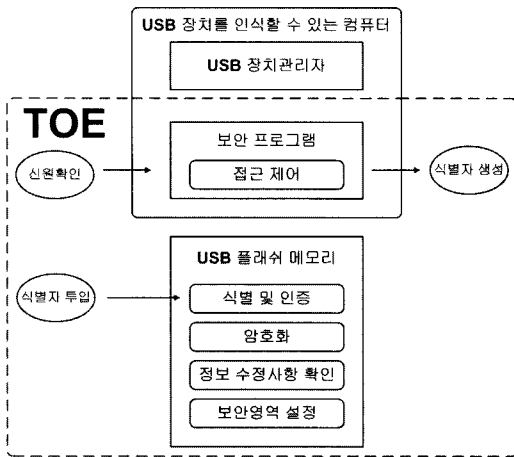 USB 장치를 인식할 수 있는 컴퓨터
USB 장치관리자
TOE
보안 프로그램
신원확인
접근 제어
식별자 생성
USB 플래쉬 메모리
식별자 투입
식별 및 인증
암호화
정보 수정사항 확인
보안영역 설정